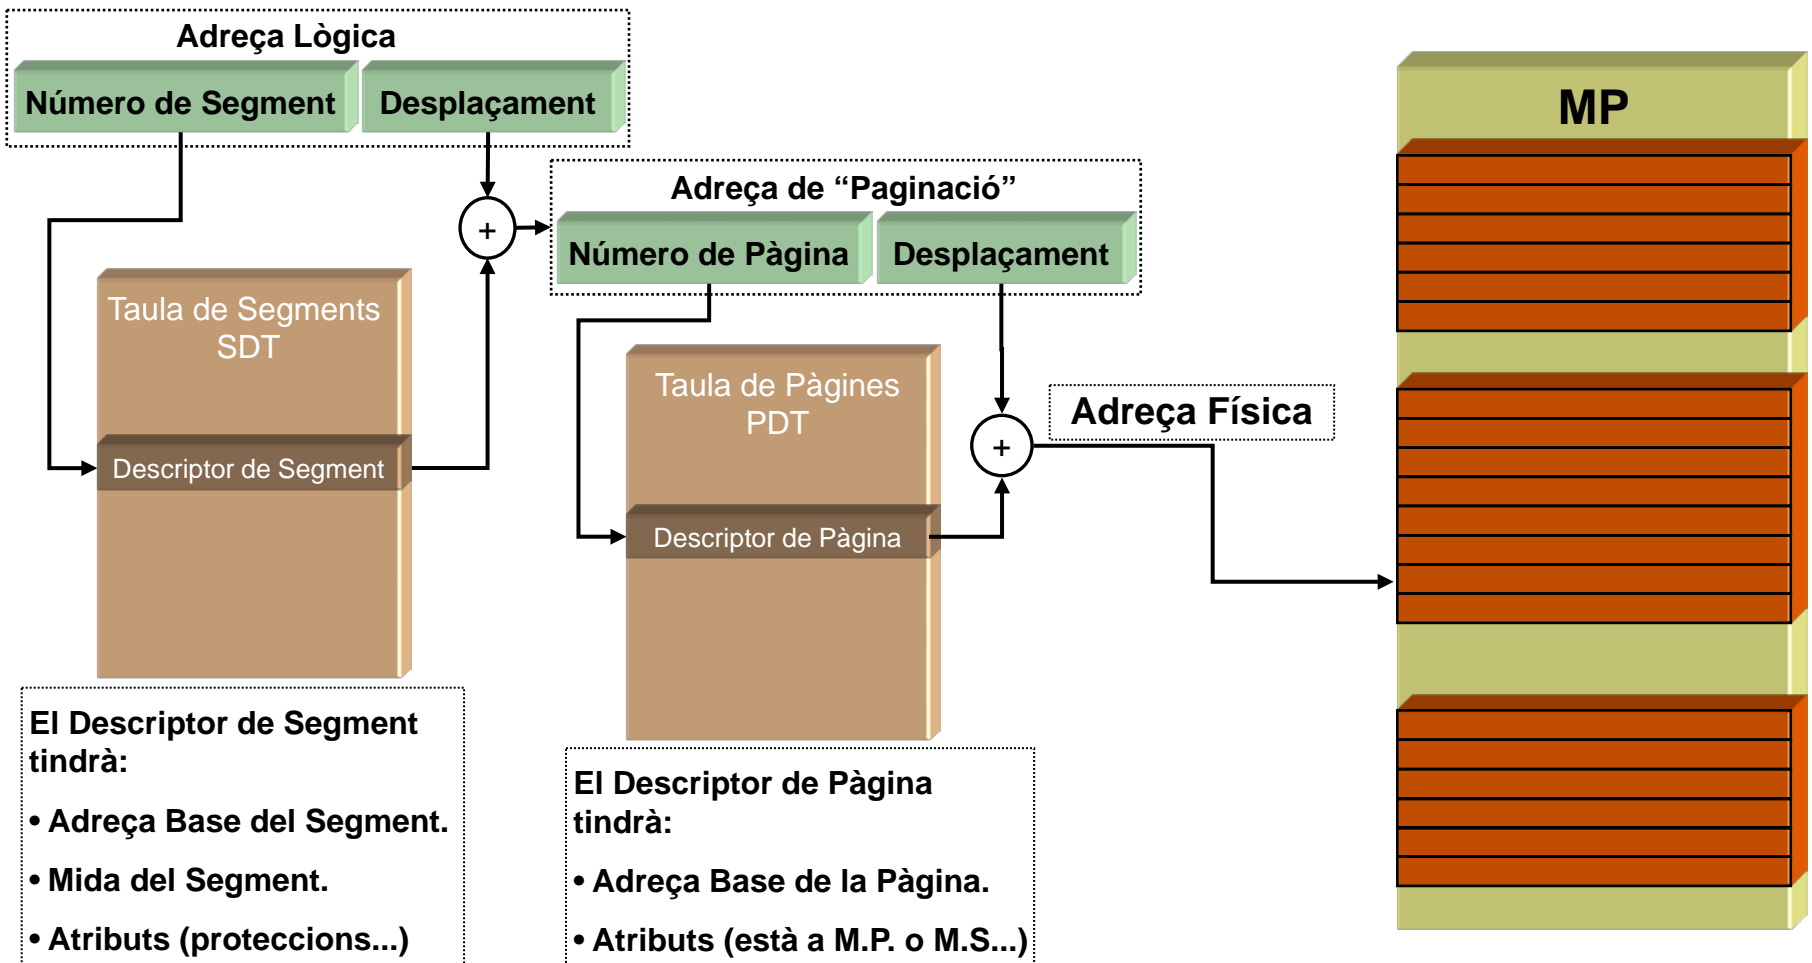 Adreça Lògica
Número de Segment
Desplaçament
MP
Adreça de “Paginació”
Número de Pàgina
Desplaçament
+
Taula de Segments
SDT
Descriptor de Segment
Taula de Pàgines
PDT
Descriptor de Pàgina
+
Adreça Física
El Descriptor de Segment
tindrà:
• Adreça Base del Segment.
• Mida del Segment.
• Atributs (proteccions...)
El Descriptor de Pàgina
tindrà:
• Adreça Base de la Pàgina.
• Atributs (està a M.P. o M.S...)